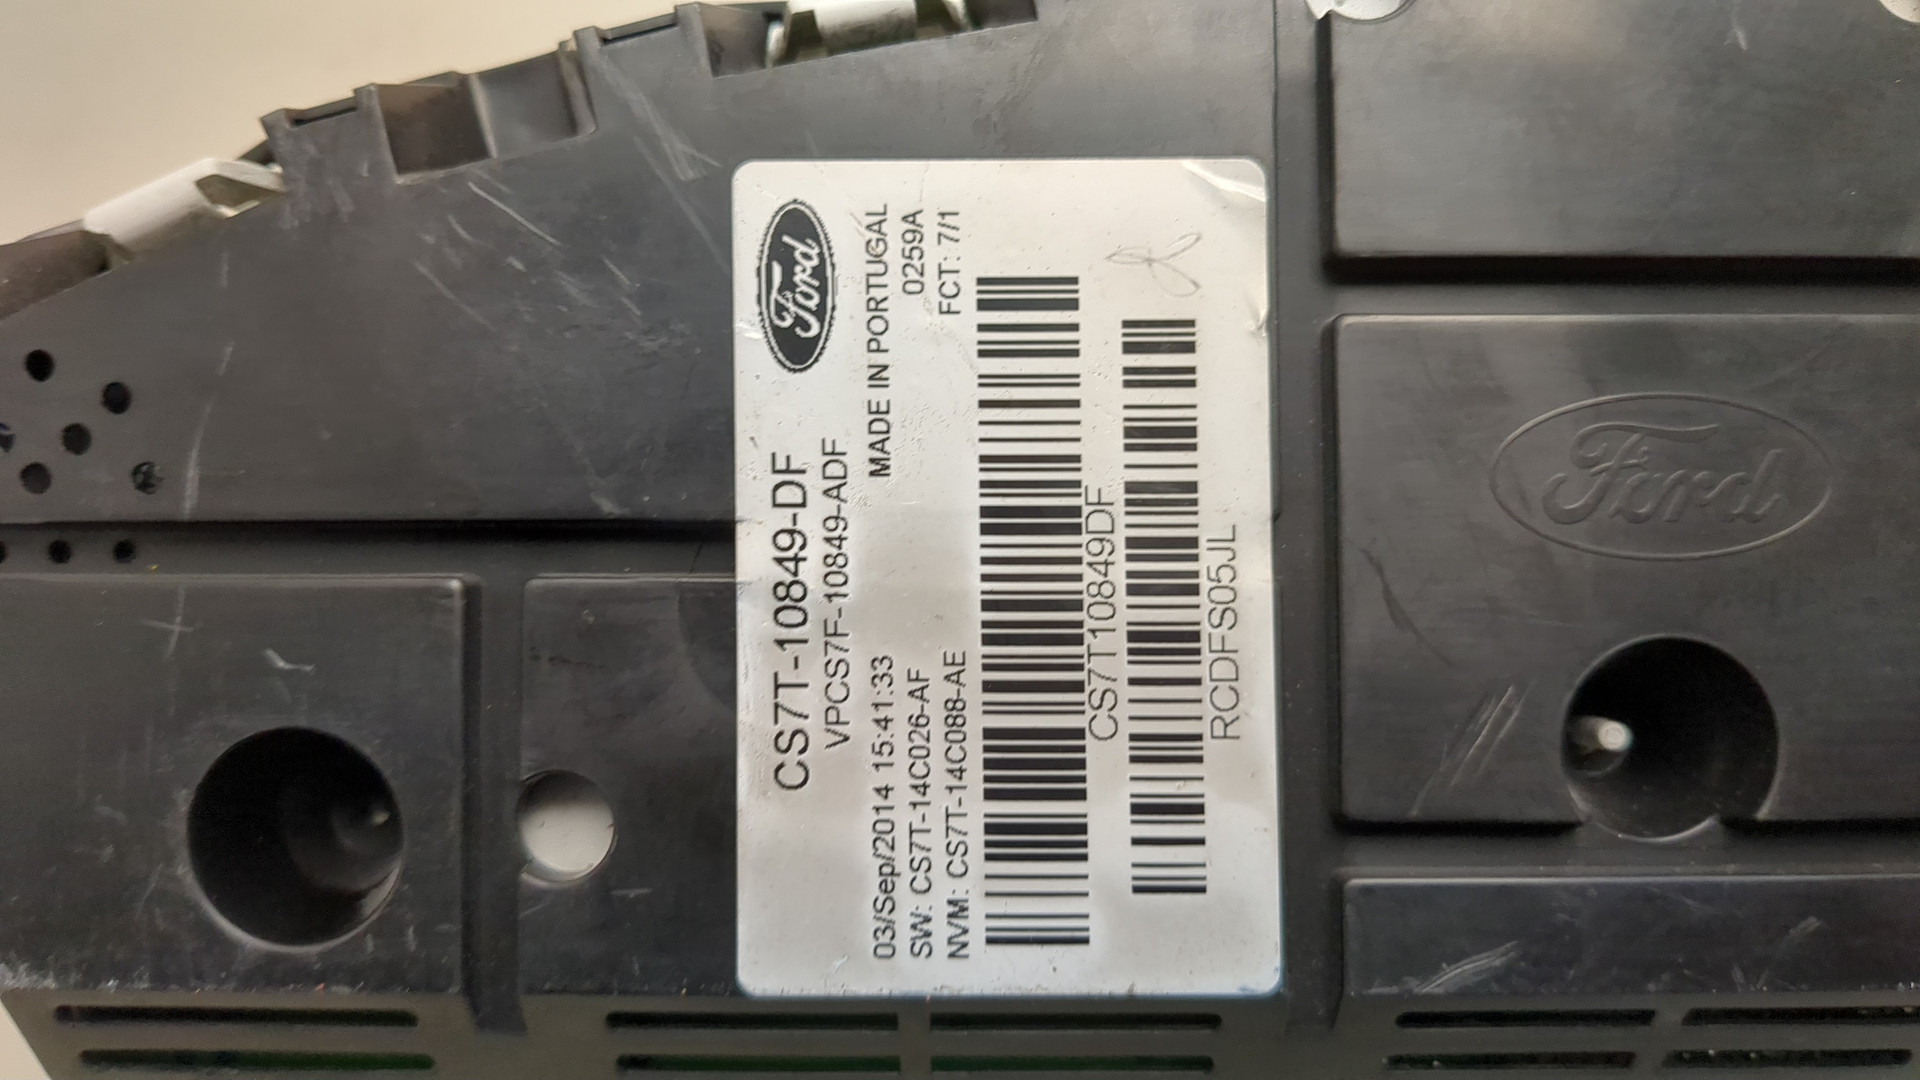 Ford
CS7T-10849-DF
VPCS7F-10849-ADF
MADE IN PORTUGAL
03/Sep/2014 15:41:33
0259A
SW: CS7T-14C026-AF
FCT: 7/1
NVM: CS7T-14C088-AE
CS7T10849DF
RCDFS05JL
Ford